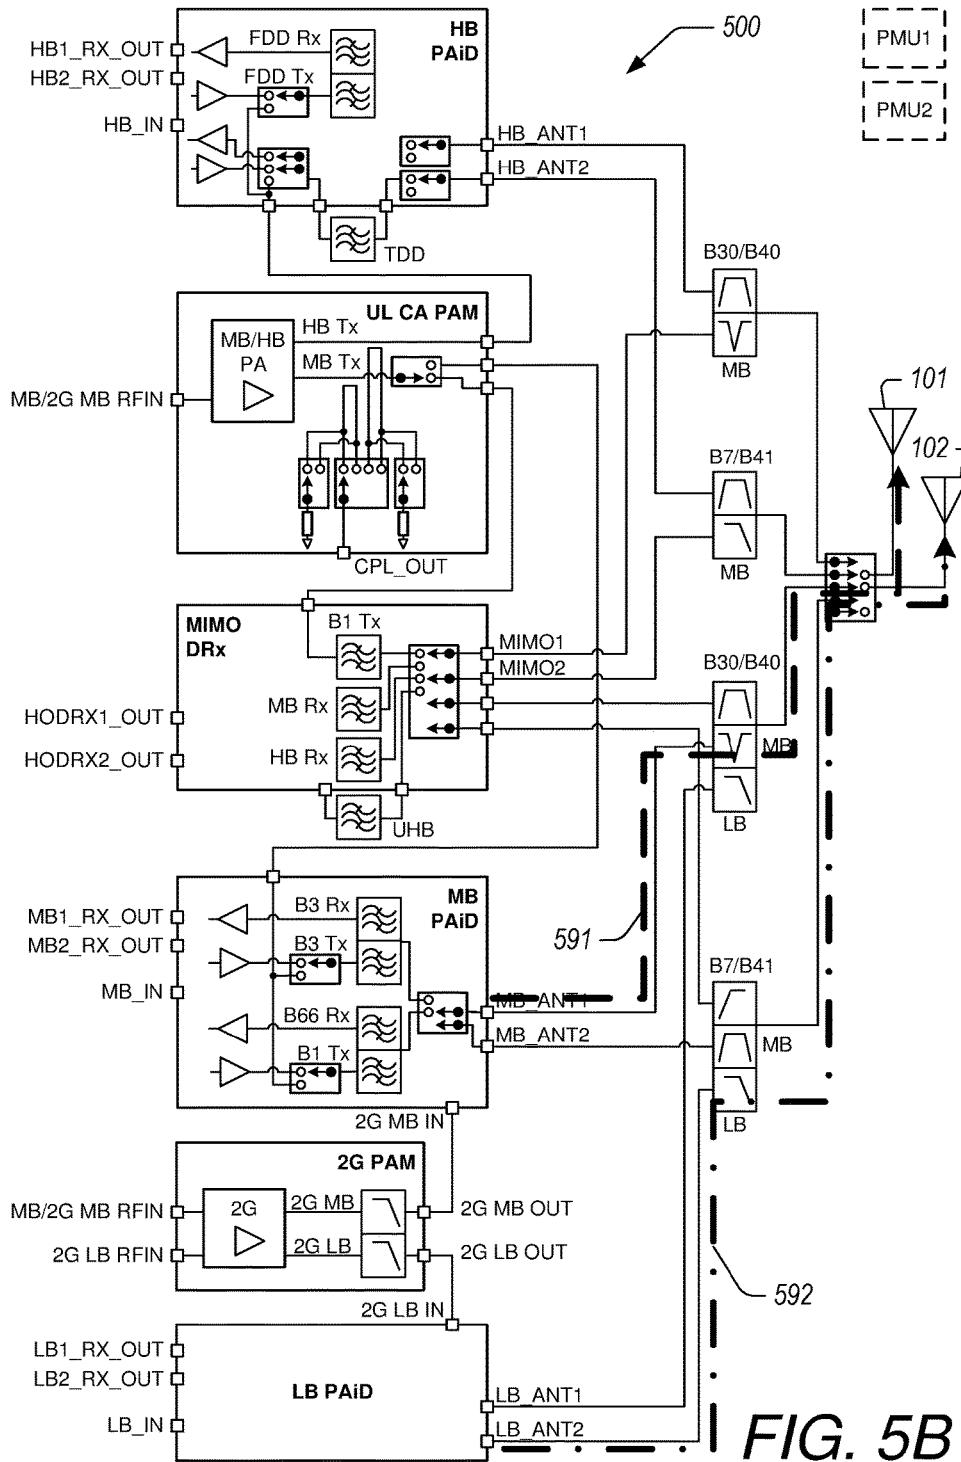 HB
PAiD
500
PMU1
PMU2
HB1_RX_OUT
FDD Rx
HB2_RX_OUT
FDD Tx
HB_IN
HB_ANT1
HB_ANT2
TDD
B30/B40
MB
UL CA PAM
HB Tx
MB/HB
PA
MB Tx
MB/2G MB RFIN
CPL_OUT
101
102
B7/B41
MB
MIMO
DRx
B1 Tx
MIMO1
MIMO2
MB Rx
HB Rx
HODRX1_OUT
HODRX2_OUT
UHB
B30/B40
MB
LB
MB
PAiD
MB1_RX_OUT
B3 Rx
MB2_RX_OUT
B3 Tx
MB_IN
B66 Rx
B1 Tx
MB_ANT1
MB_ANT2
591
B7/B41
MB
LB
2G MB IN
2G PAM
MB/2G MB RFIN
2G
2G MB
2G MB OUT
2G LB RFIN
2G LB
2G LB OUT
592
2G LB IN
LB1_RX_OUT
LB2_RX_OUT
LB_IN
LB PAiD
LB_ANT1
LB_ANT2
FIG. 5B